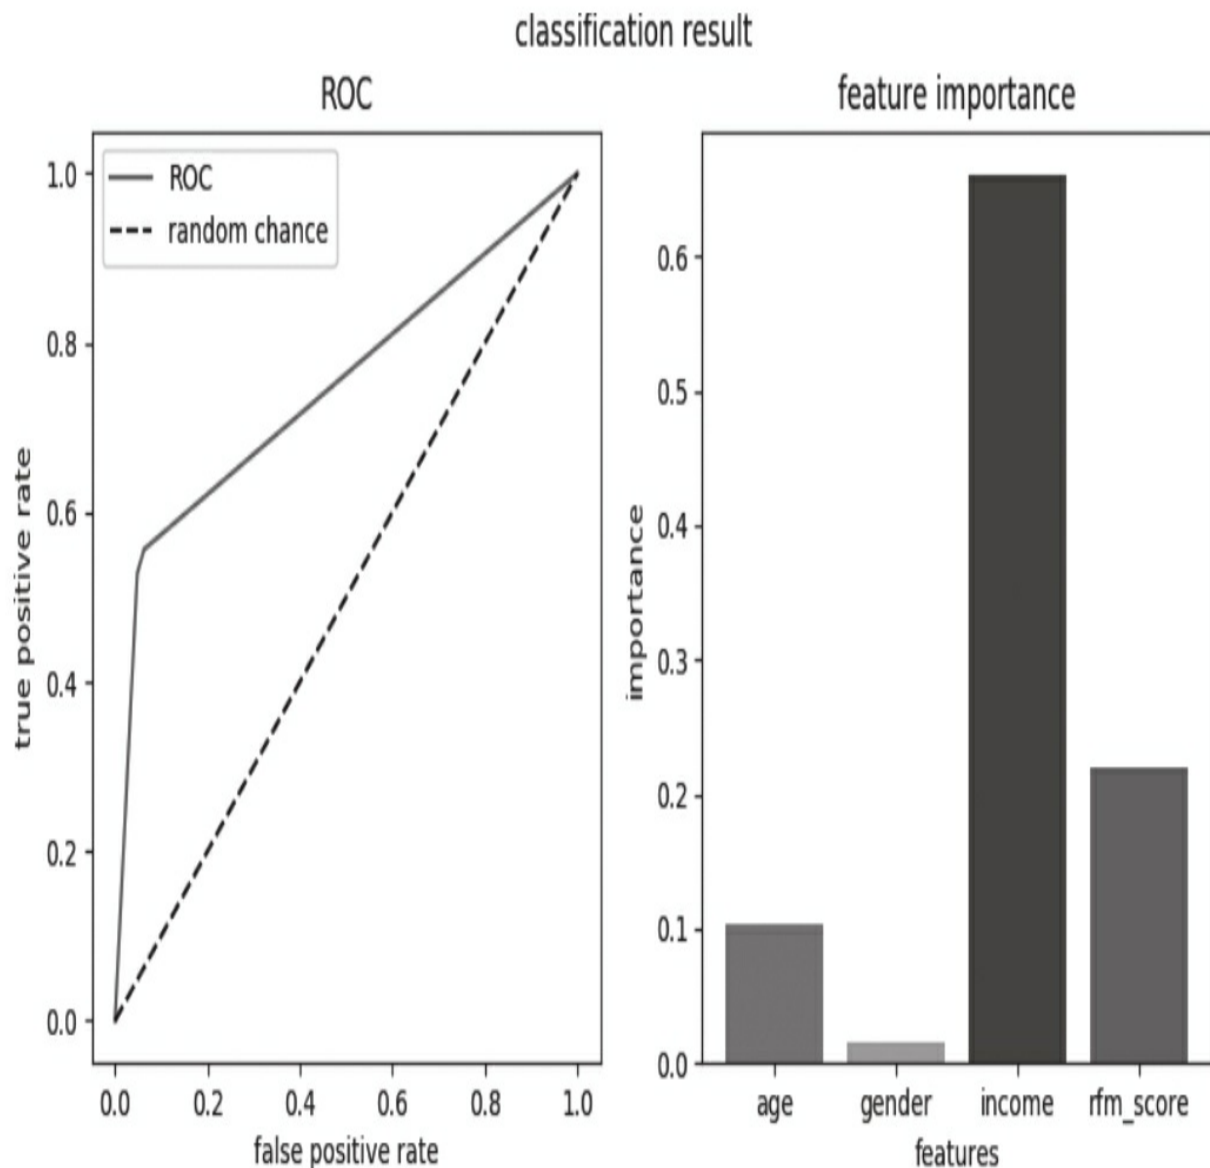 classification result
ROC
ROC
random chance
1.0
0.8
0.6
0.4
0.2
0.0
true positive rate
0.0 0.2 0.4 0.6 0.8 1.0
false positive rate
feature importance
0.6
0.5
0.4
0.3
0.2
0.1
0.0
importance
age gender income rfm_score
features